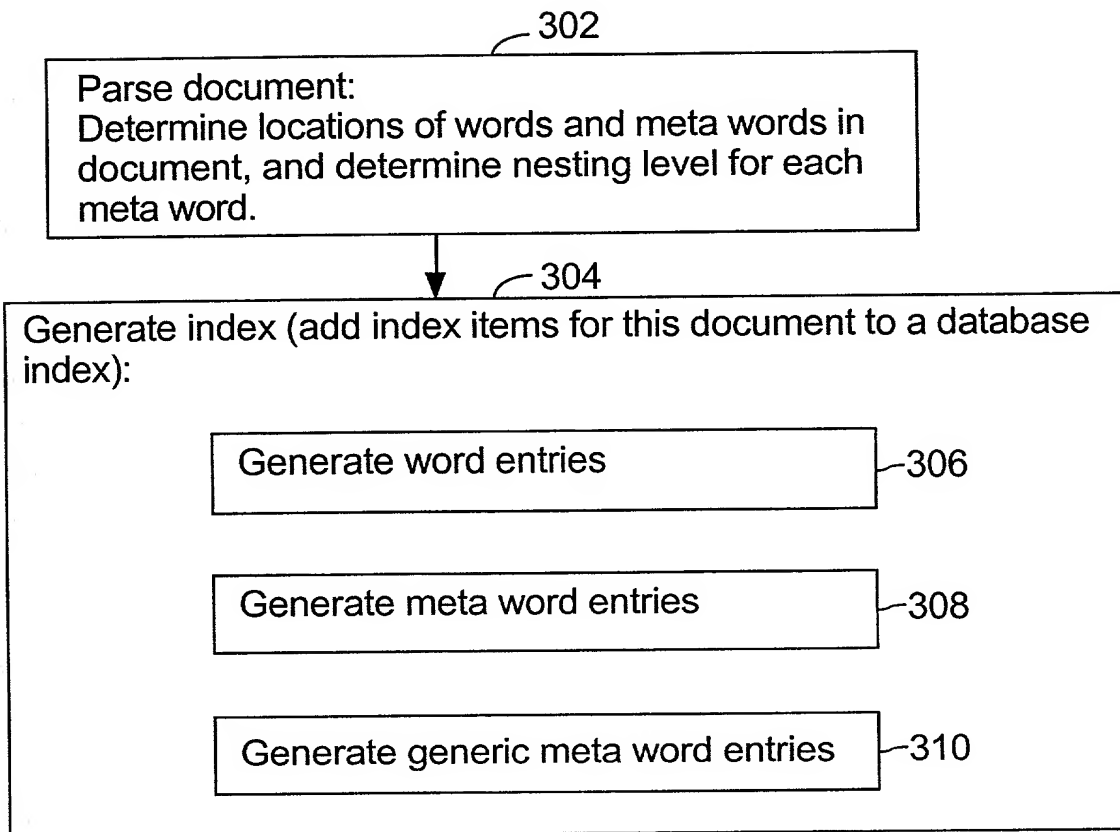 302
Parse document:
Determine locations of words and meta words in
document, and determine nesting level for each
meta word.
304
Generate index (add index items for this document to a database
index):
Generate word entries
306
Generate meta word entries
308
Generate generic meta word entries
310